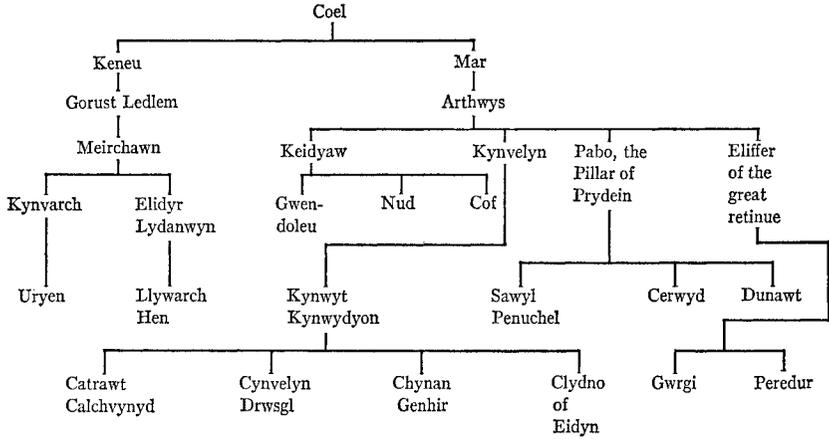 Coel
Keneu
Mar
Gorust Ledlem
Arthwys
Meirchawn
Keidyaw
Kynvelyn
Pabo, the
Pillar of
Prydein
Eliffer
of the
great
retinue
Kynvarch
Elidyr
Lydanwyn
Gwen-
doleu
Nud
Cof
Uryen
Llywarch
Hen
Kynwyt
Kynwydyon
Sawyl
Penuchel
Cerwyd
Dunawt
Catrawt
Calchvynyd
Cynvelyn
Drwsgl
Chynan
Genhir
Clydno
of
Eidyn
Gwrgi
Peredur